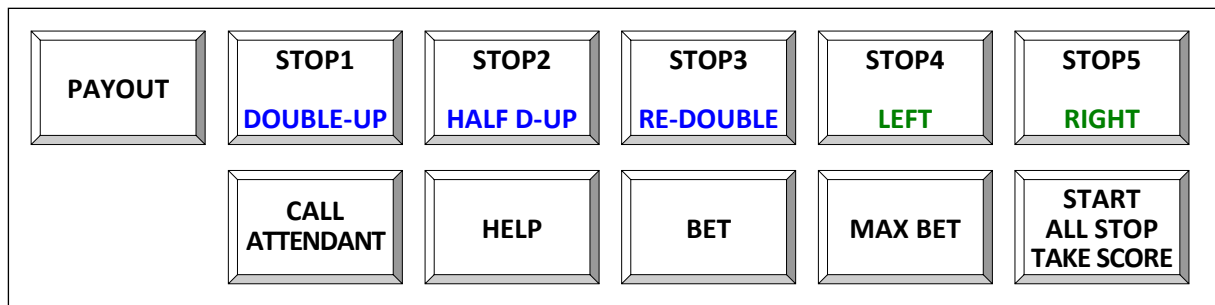 PAYOUT
STOP1
DOUBLE-UP
STOP2
HALF D-UP
STOP3
RE-DOUBLE
STOP4
LEFT
STOP5
RIGHT
CALL
ATTENDANT
HELP
BET
MAX BET
START
ALL STOP
TAKE SCORE